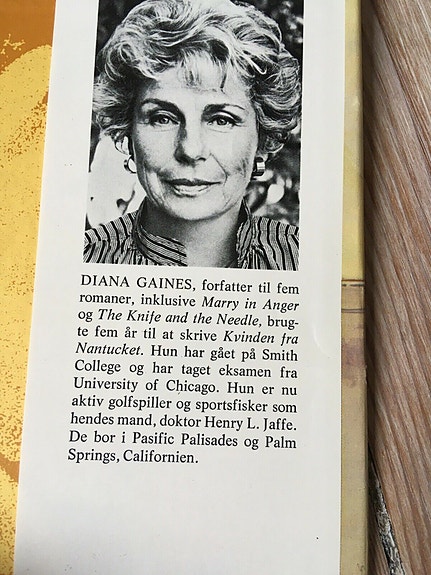 DIANA GAINES, forfatter til fem
romaner, inklusive Marry in Anger
og The Knife and the Needle, brug-
te fem år til at skrive Kvinden fra
Nantucket. Hun har gået på Smith
College og har taget eksamen fra
University of Chicago. Hun er nu
aktiv golfspiller og sportsfisker som
hendes mand, doktor Henry L. Jaffe.
De bor i Pasific Palisades og Palm
Springs, Californien.